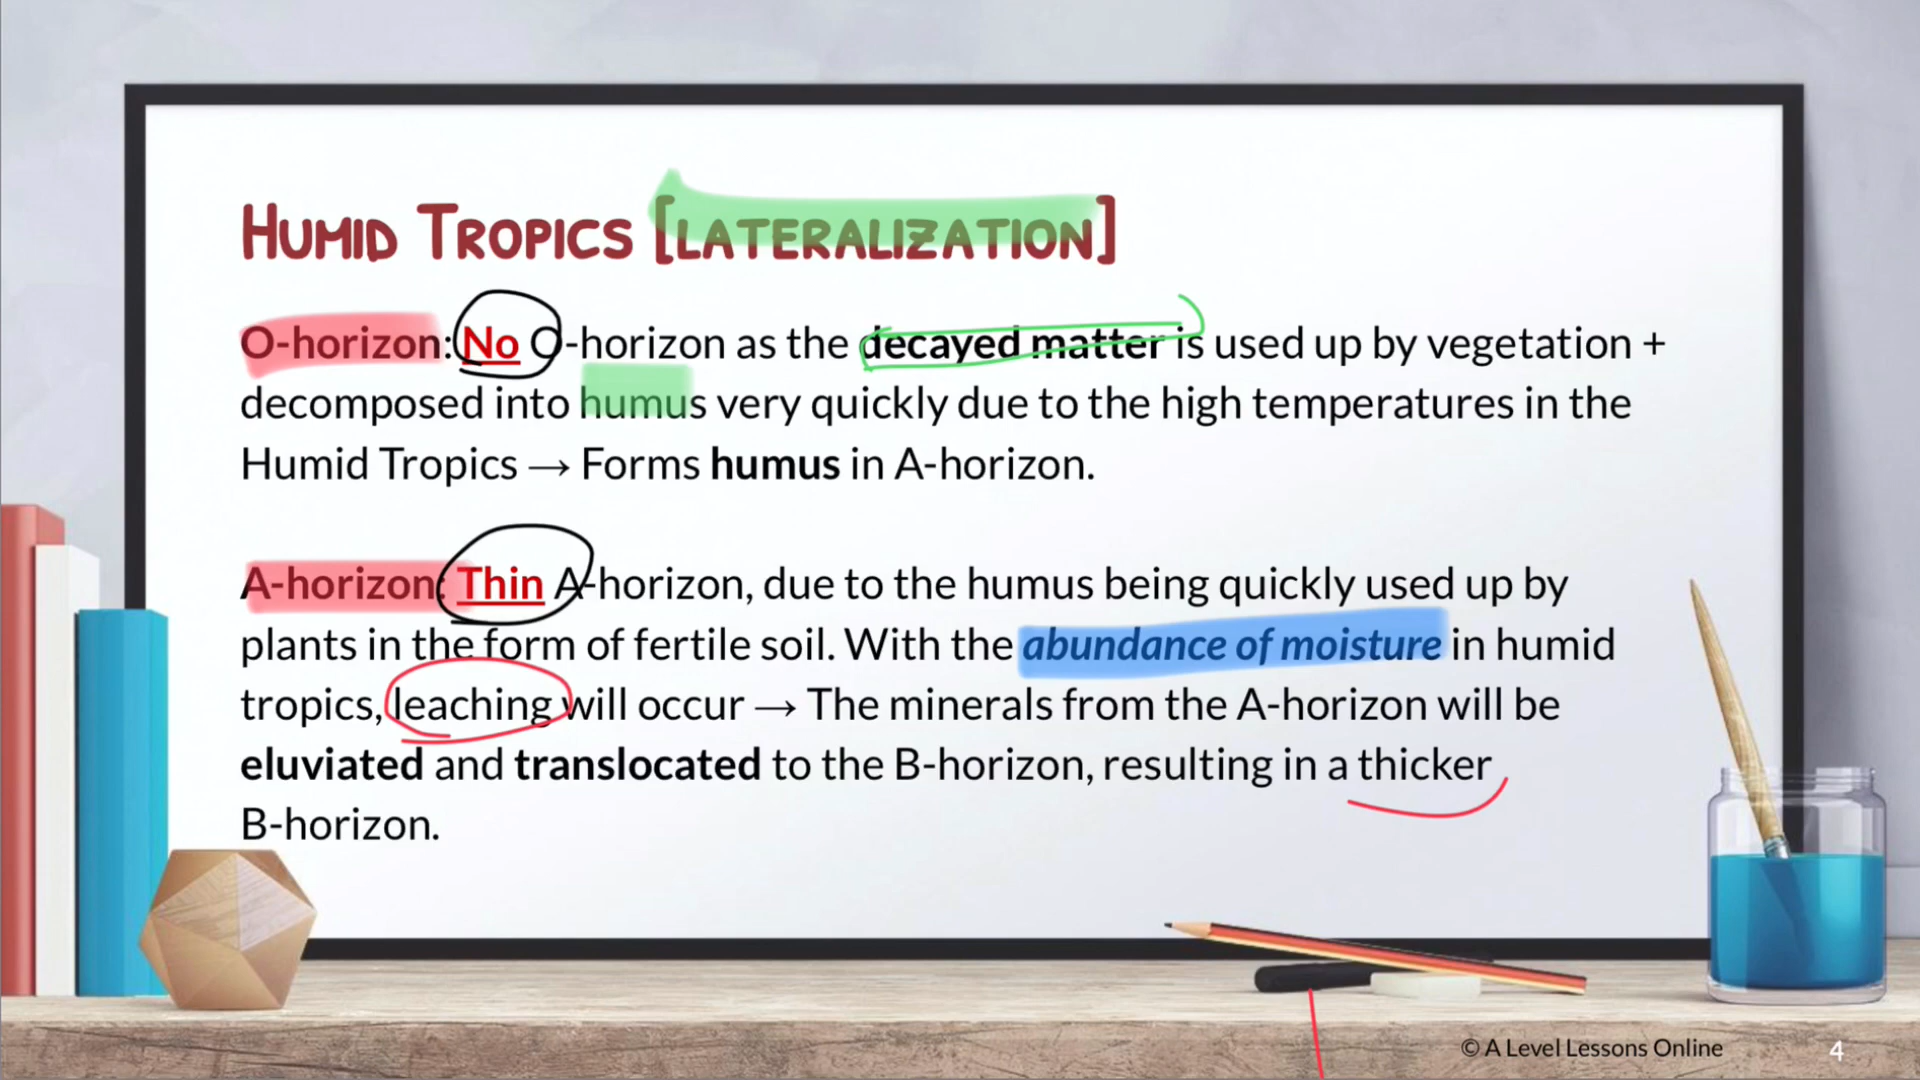 HUMID TROPICS [LATERALIZATION]
O-horizon: No O-horizon as the decayed matter is used up by vegetation +
decomposed into humus very quickly due to the high temperatures in the
Humid Tropics → Forms humus in A-horizon.
A-horizon: Thin A-horizon, due to the humus being quickly used up by
plants in the form of fertile soil. With the abundance of moisture in humid
tropics, leaching will occur → The minerals from the A-horizon will be
eluviated and translocated to the B-horizon, resulting in a thicker
B-horizon.
© A Level Lessons Online
4